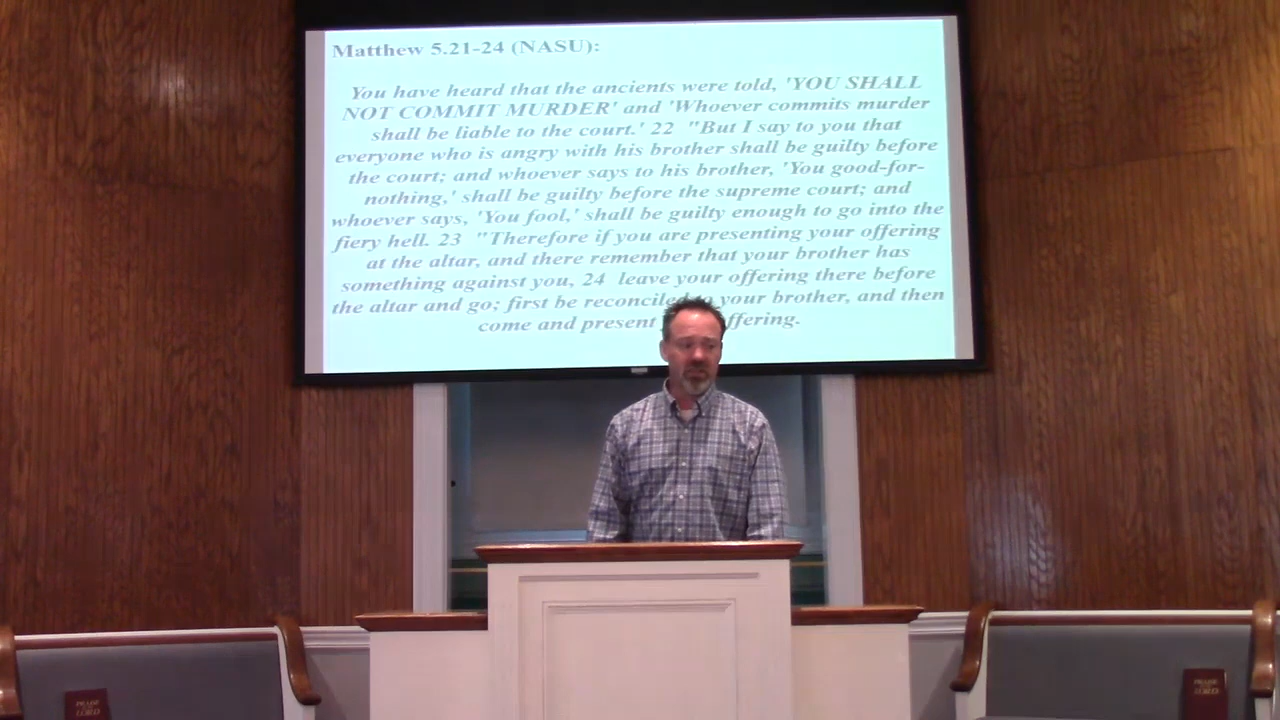 Matthew 5.21-24 (NASU):
You have heard that the ancients were told, 'YOU SHALL
NOT COMMIT MURDER' and 'Whoever commits murder
shall be liable to the court.' 22 "But I say to you that
everyone who is angry with his brother shall be guilty before
the court; and whoever says to his brother, 'You good-for-
nothing,' shall be guilty before the supreme court; and
whoever says, 'You fool,' shall be guilty enough to go into the
fiery hell. 23 "Therefore if you are presenting your offering
at the altar, and there remember that your brother has
something against you, 24 leave your offering there before
the altar and go; first be reconciled to your brother, and then
come and present ffering.
PRAISE
LORD
PRAISE
LORD